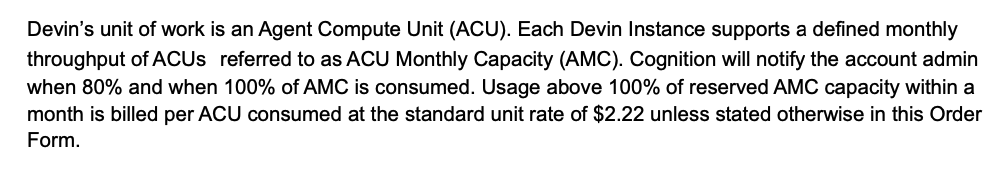 Devin's unit of work is an Agent Compute Unit (ACU). Each Devin Instance supports a defined monthly
throughput of ACUs  referred to as ACU Monthly Capacity (AMC). Cognition will notify the account admin
when 80% and when 100% of AMC is consumed. Usage above 100% of reserved AMC capacity within a
month is billed per ACU consumed at the standard unit rate of $2.22 unless stated otherwise in this Order
Form.